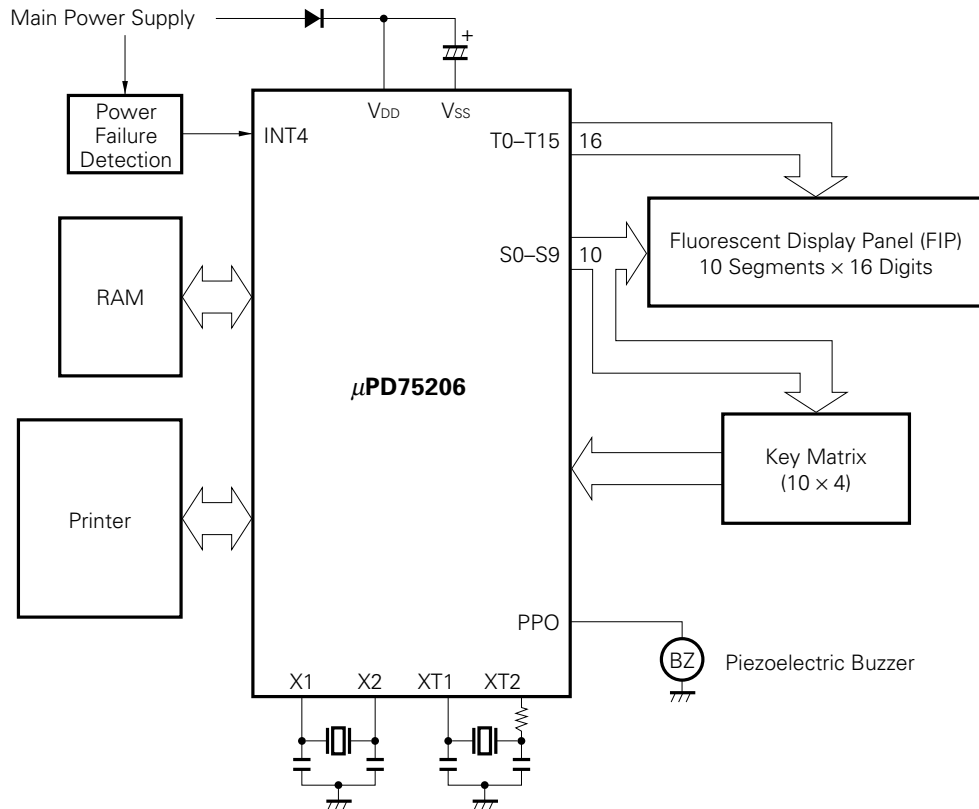 Main Power Supply
+
Power
Failure
Detection
INT4
VDD
VSS
T0–T15
16
S0–S9
10
Fluorescent Display Panel (FIP)
10 Segments × 16 Digits
RAM
μPD75206
Key Matrix
(10 × 4)
Printer
PPO
BZ
Piezoelectric Buzzer
X1
X2
XT1
XT2